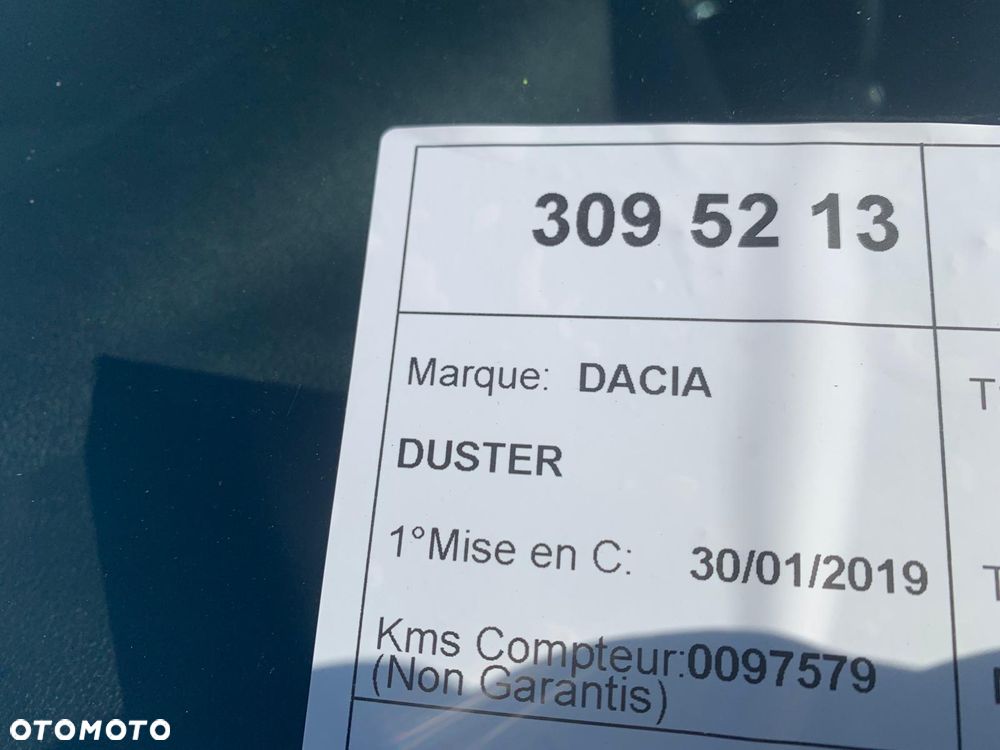 309 52 13
Marque: DACIA
DUSTER
1°Mise en C: 30/01/2019
Kms Compteur:0097579
(Non Garantis)
OTOMOTO